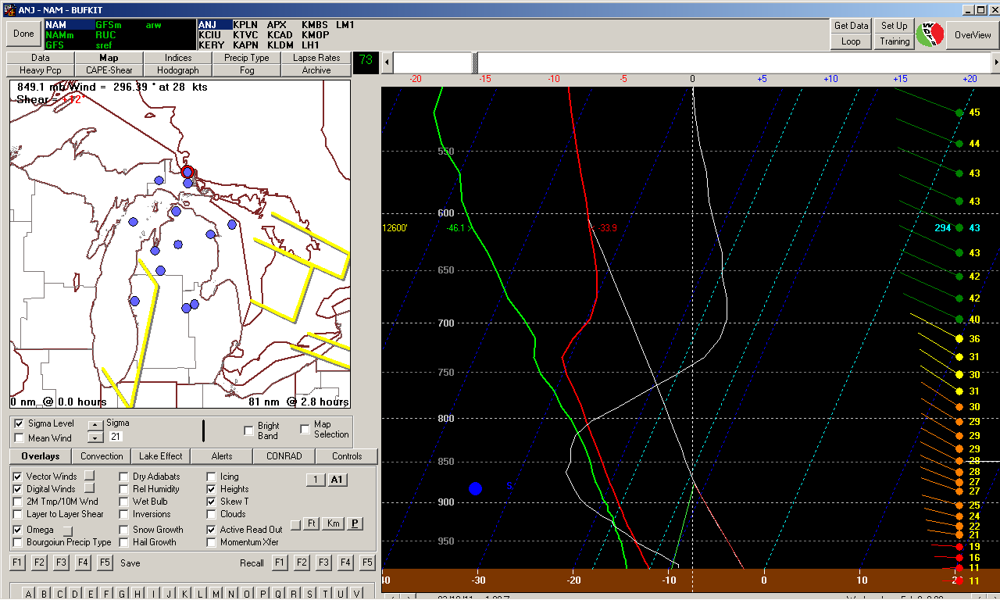 ANJ - NAM - BUFKIT
Done
NAM GFSm arw
NAMm RUC
GFS sref
ANJ KPLN APX KMBS LM1
KCIU KTVC KCAD KMOP
KERY KAPN KLDM LH1
Get Data Set Up
Loop Training
OverView
Data Map Indices Precip Type Lapse Rates
Heavy Pcp CAPE-Shear Hodograph Fog Archive
73
849.1 mb Wind = 296.39 ° at 28 kts
Shear = +12°
0 nm @ 0.0 hours 81 nm @ 2.8 hours
-20 -15 -10 -5 0 +5 +10 +15 +20
550
600
12600' -46.1 -33.9
650
700
750
800
850
900
950
S
45
44
43
43
294 43
43
42
42
40
36
31
30
31
30
29
29
29
28
28
27
27
25
24
22
21
19
16
11
11
40 -30 -20 -10 0 10
Sigma Level
Mean Wind
Sigma
21
Bright Band
Map Selection
Overlays Convection Lake Effect Alerts CONRAD Controls
Vector Winds Dry Adiabats Icing 1 A1
Digital Winds Rel Humidity Heights
2M Tmp/10M Wnd Wet Bulb Skew T
Layer to Layer Shear Inversions Clouds
Omega Snow Growth Active Read Out Ft Km P
Bourgoiun Precip Type Hail Growth Momentum Xfer
F1 F2 F3 F4 F5 Save Recall F1 F2 F3 F4 F5
A B C D E F G H I J K L M N O P Q R S T U V